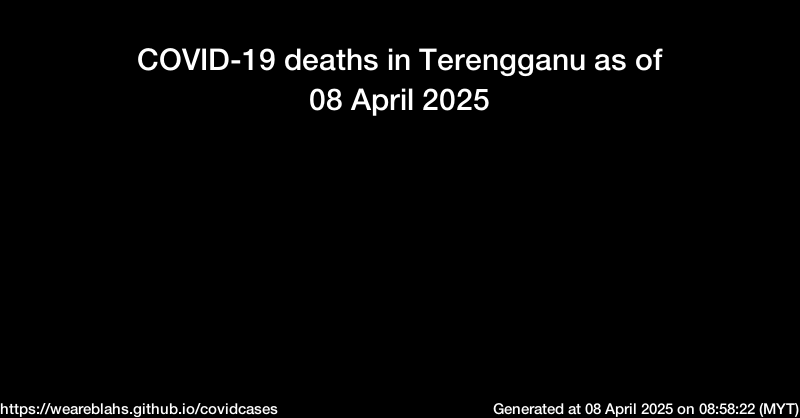 COVID-19 deaths in Terengganu as of
08 April 2025
https://weareblahs.github.io/covidcases
Generated at 08 April 2025 on 08:58:22 (MYT)